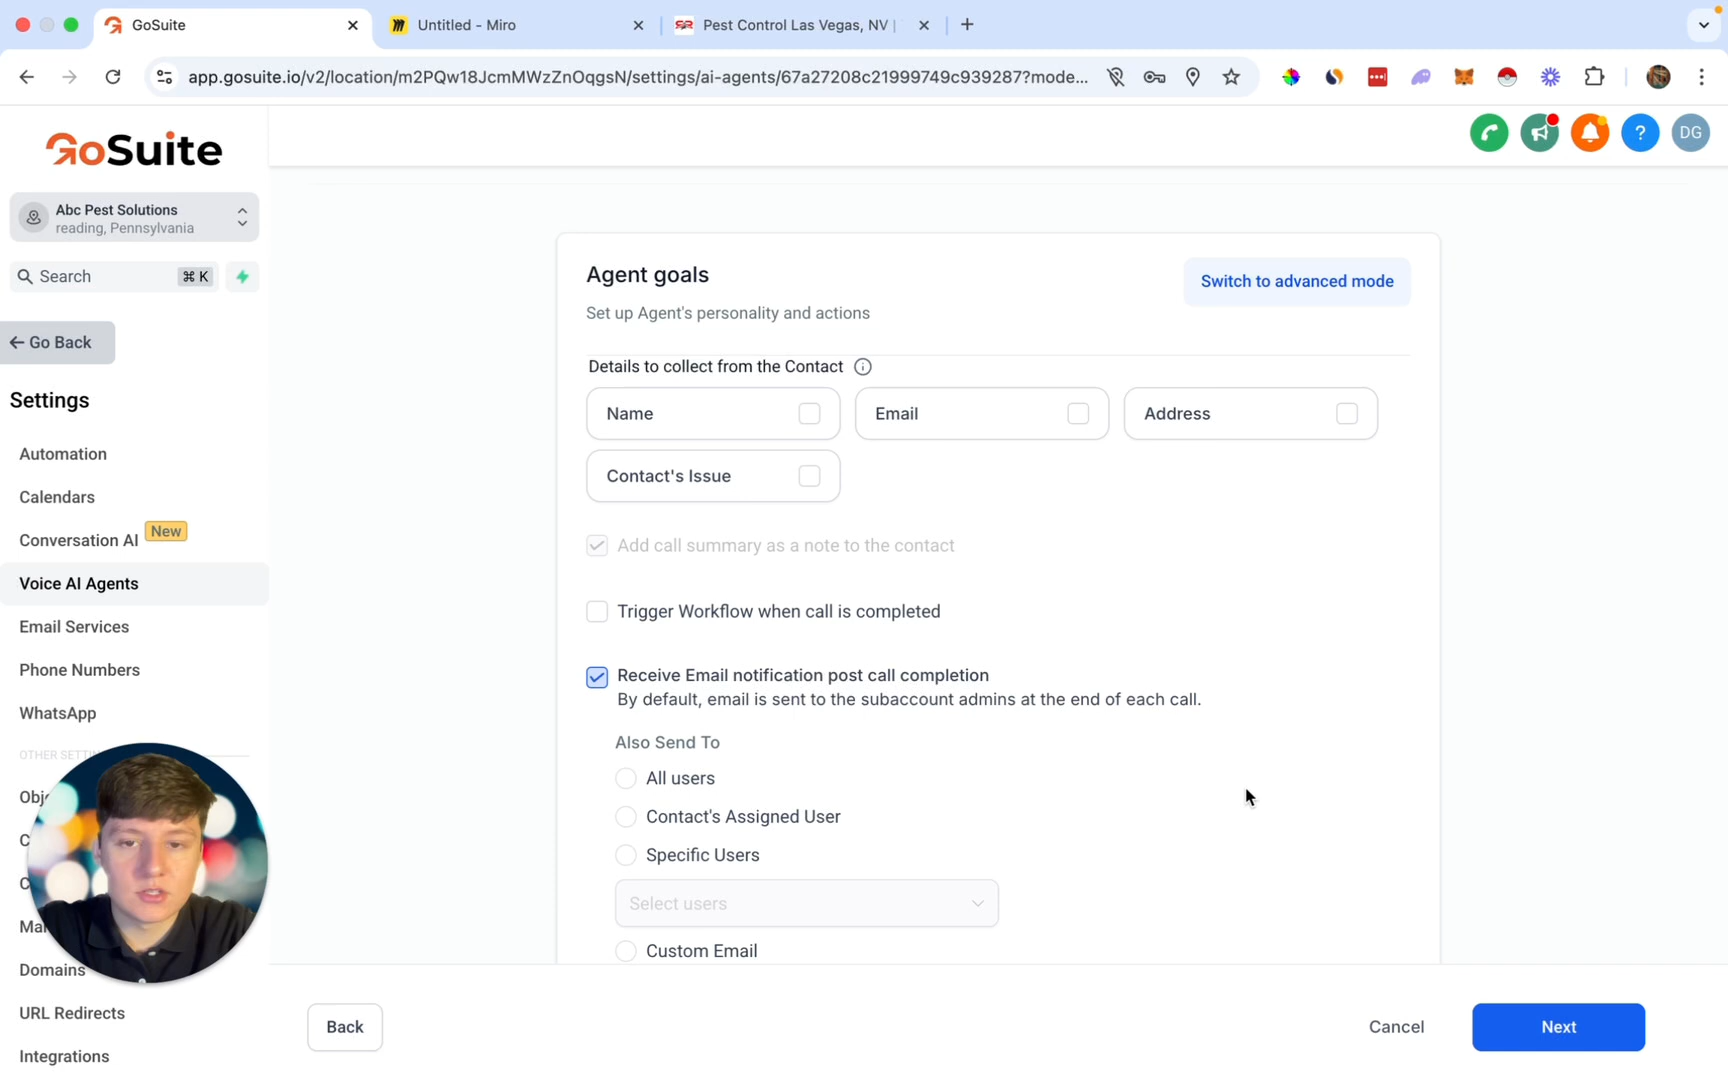 GoSuite
Untitled - Miro
Pest Control Las Vegas, NV |
app.gosuite.io/v2/location/m2PQw18JcmMWzZnOqgsN/settings/ai-agents/67a27208c21999749c939287?mode...
GoSuite
DG
Abc Pest Solutions
reading, Pennsylvania
Search
⌘ K
Go Back
Settings
Automation
Calendars
Conversation AI
New
Voice AI Agents
Email Services
Phone Numbers
WhatsApp
Domains
URL Redirects
Integrations
Agent goals
Switch to advanced mode
Set up Agent's personality and actions
Details to collect from the Contact
Name
Email
Address
Contact's Issue
Add call summary as a note to the contact
Trigger Workflow when call is completed
Receive Email notification post call completion
By default, email is sent to the subaccount admins at the end of each call.
Also Send To
All users
Contact's Assigned User
Specific Users
Select users
Custom Email
Back
Cancel
Next